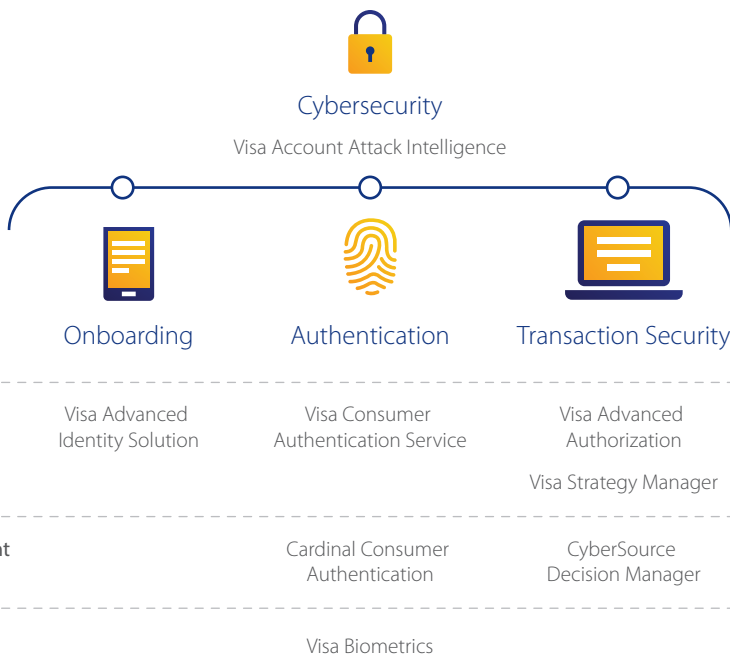 Cybersecurity
Visa Account Attack Intelligence
Onboarding
Authentication
Transaction Security
Visa Advanced
Identity Solution
Visa Consumer
Authentication Service
Visa Advanced
Authorization
Visa Strategy Manager
Cardinal Consumer
Authentication
CyberSource
Decision Manager
Visa Biometrics